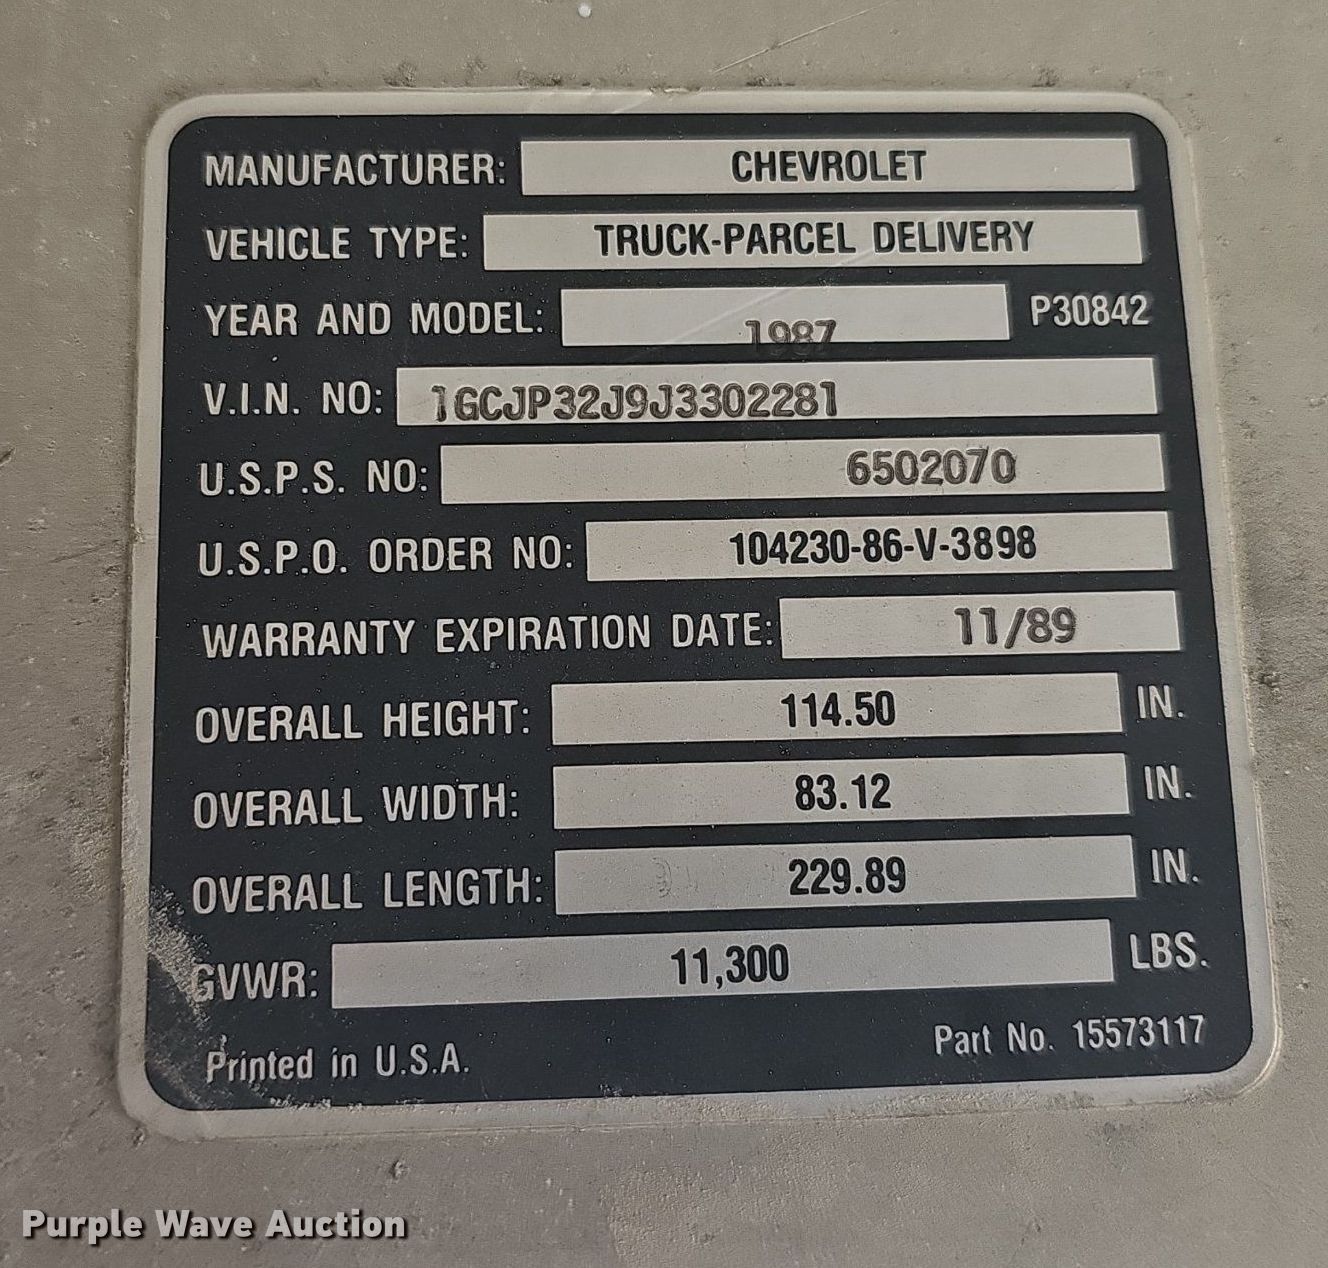 MANUFACTURER: CHEVROLET
VEHICLE TYPE: TRUCK-PARCEL DELIVERY
YEAR AND MODEL: 1987 P30842
V.I.N. NO: 1GCJP32J9J3302281
U.S.P.S. NO: 6502070
U.S.P.O. ORDER NO: 104230-86-V-3898
WARRANTY EXPIRATION DATE: 11/89
OVERALL HEIGHT: 114.50 IN.
OVERALL WIDTH: 83.12 IN.
OVERALL LENGTH: 229.89 IN.
GVWR: 11,300 LBS.
Printed in U.S.A. Part No. 15573117
Purple Wave Auction